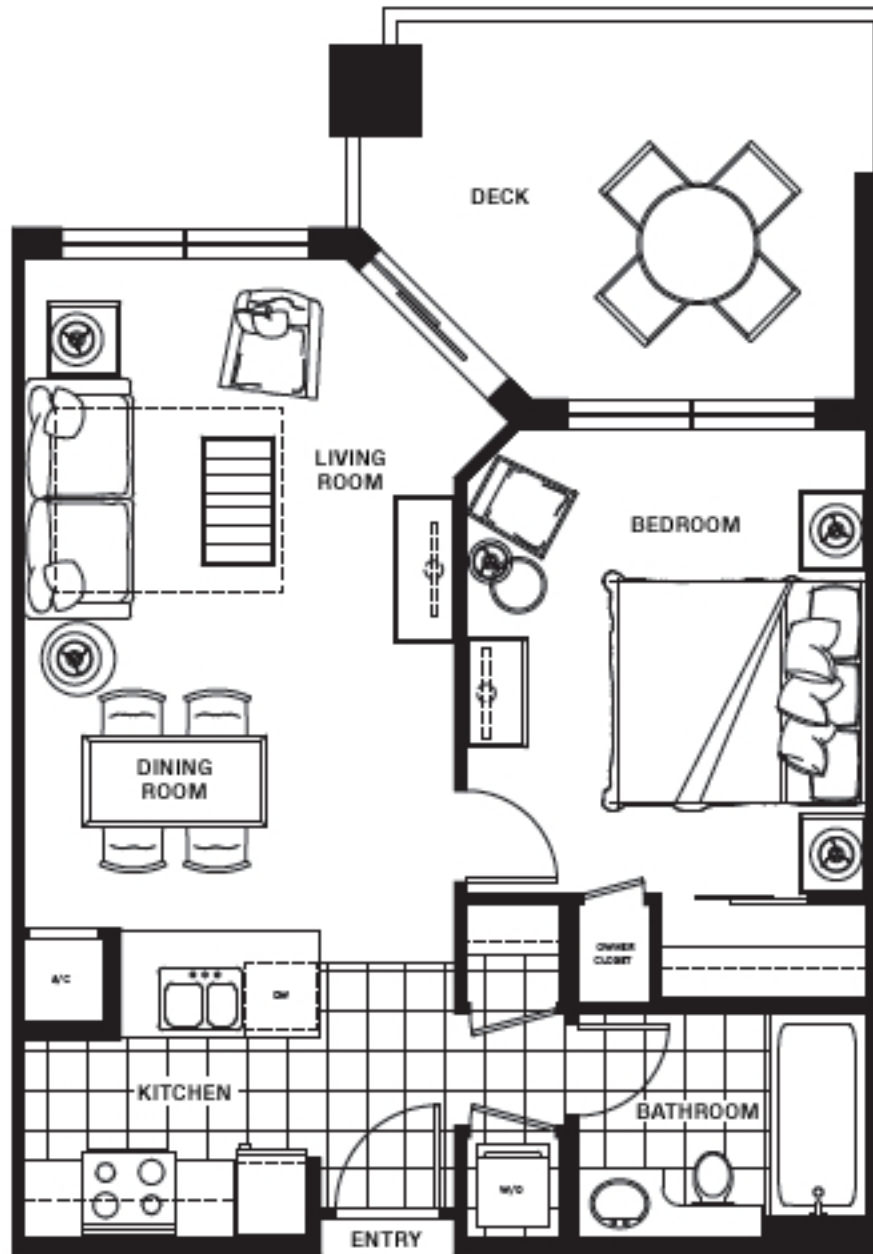 DECK
LIVING
ROOM
BEDROOM
DINING
ROOM
OWNER
CLOSET
A/C
DW
KITCHEN
BATHROOM
W/D
ENTRY